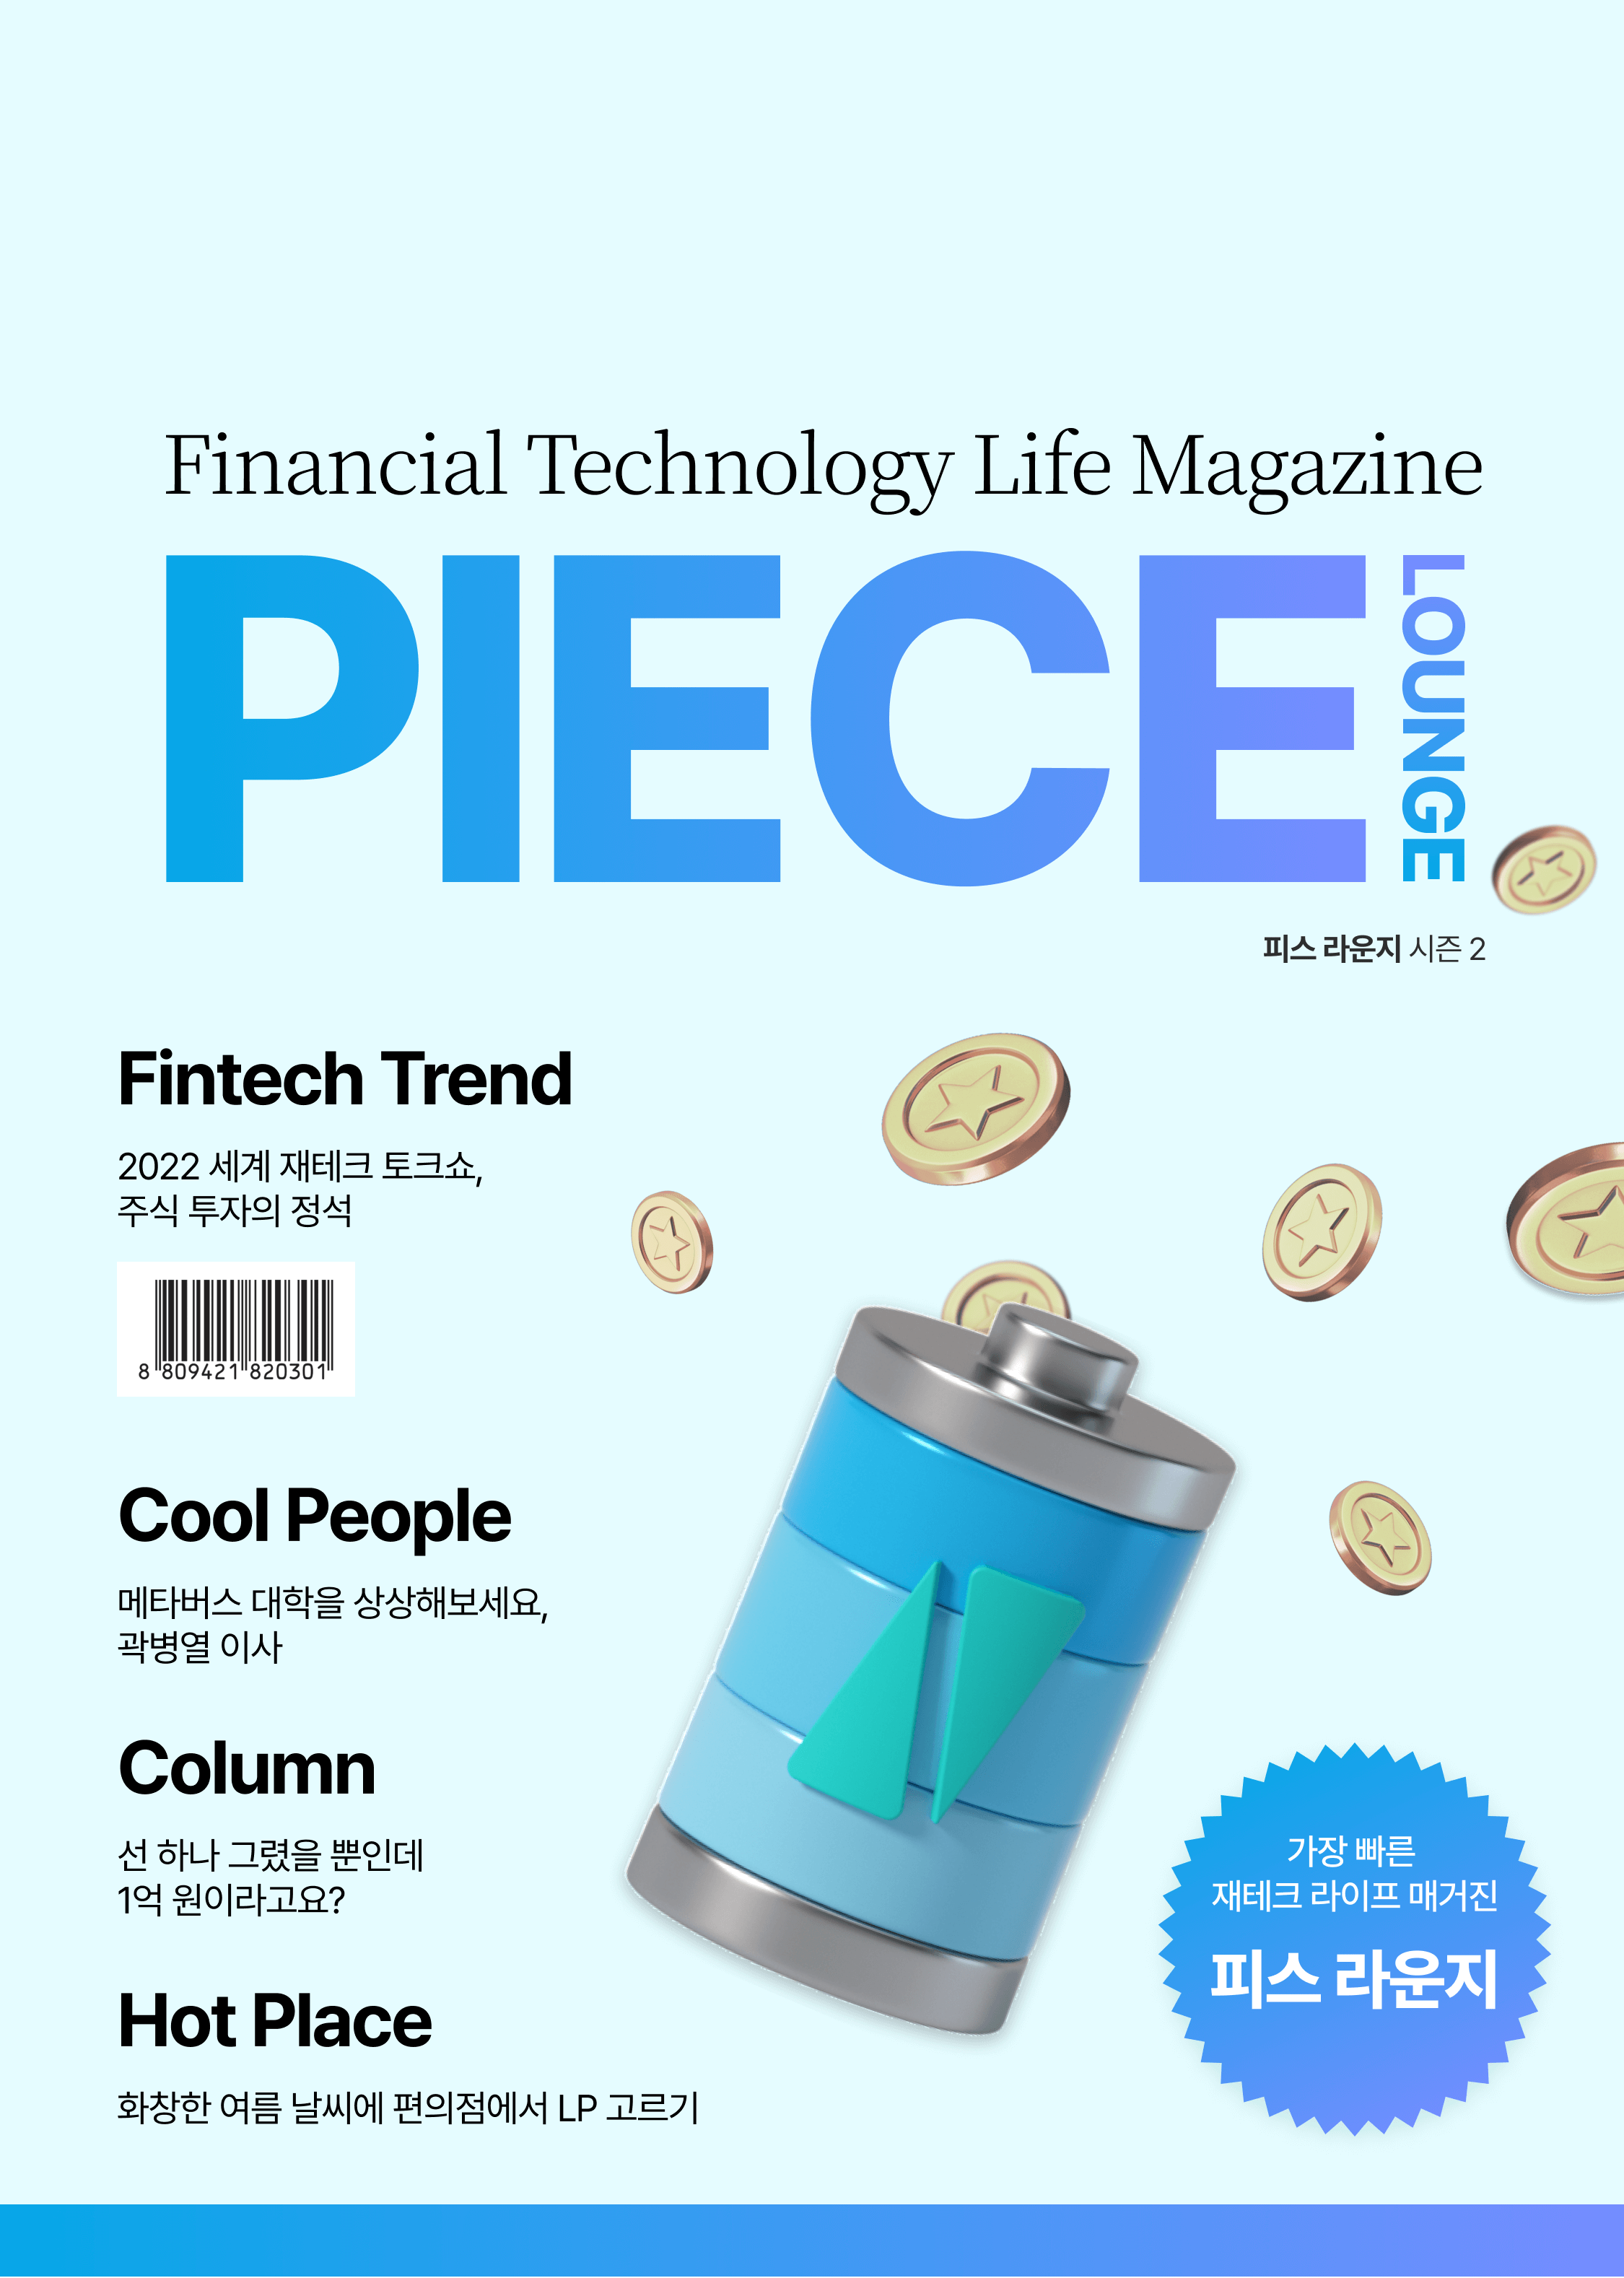 Financial Technology Life Magazine
PIECE
LOUNGE
피스 라운지 시즌 2
Fintech Trend
2022 세계 재테크 토크쇼,
주식 투자의 정석
8 809421 820301
Cool People
메타버스 대학을 상상해보세요,
곽병열 이사
Column
선 하나 그렸을 뿐인데
1억 원이라고요?
Hot Place
화창한 여름 날씨에 편의점에서 LP 고르기
가장 빠른
재테크 라이프 매거진
피스 라운지